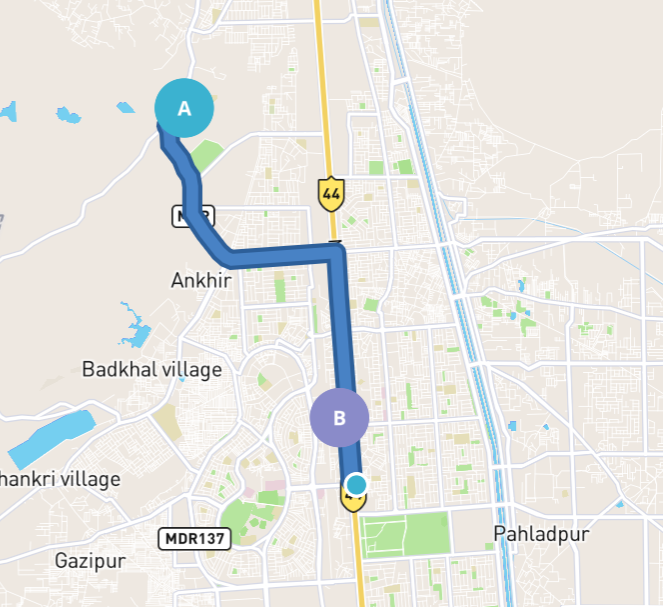 A
44
Ankhir
Badkhal village
B
hankri village
MDR137
Pahladpur
Gazipur